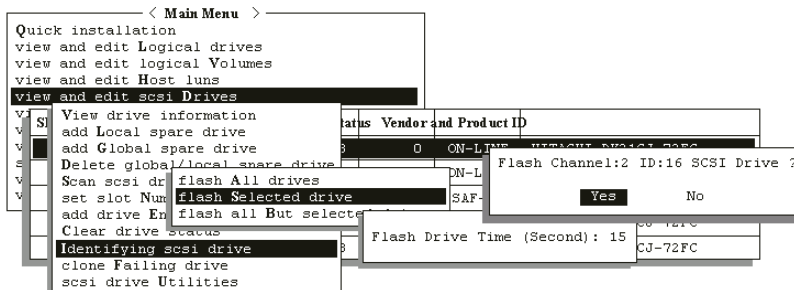 Main Menu
Quick installation
view and edit Logical drives
view and edit logical Volumes
view and edit Host luns
view and edit scsi Drives
View drive information
add Local spare drive
add Global spare drive
Delete global/local spare drive
Scan scsi dr
set slot Num
add drive En
Clear drive status
Identifying scsi drive
clone Failing drive
scsi drive Utilities
Vendor and Product ID
0 ON-LINE HITACHI DK31CJ-72FC
flash All drives
flash Selected drive
flash all But selected
Flash Channel:2 ID:16 SCSI Drive ?
Yes No
Flash Drive Time (Second): 15
CJ-72FC